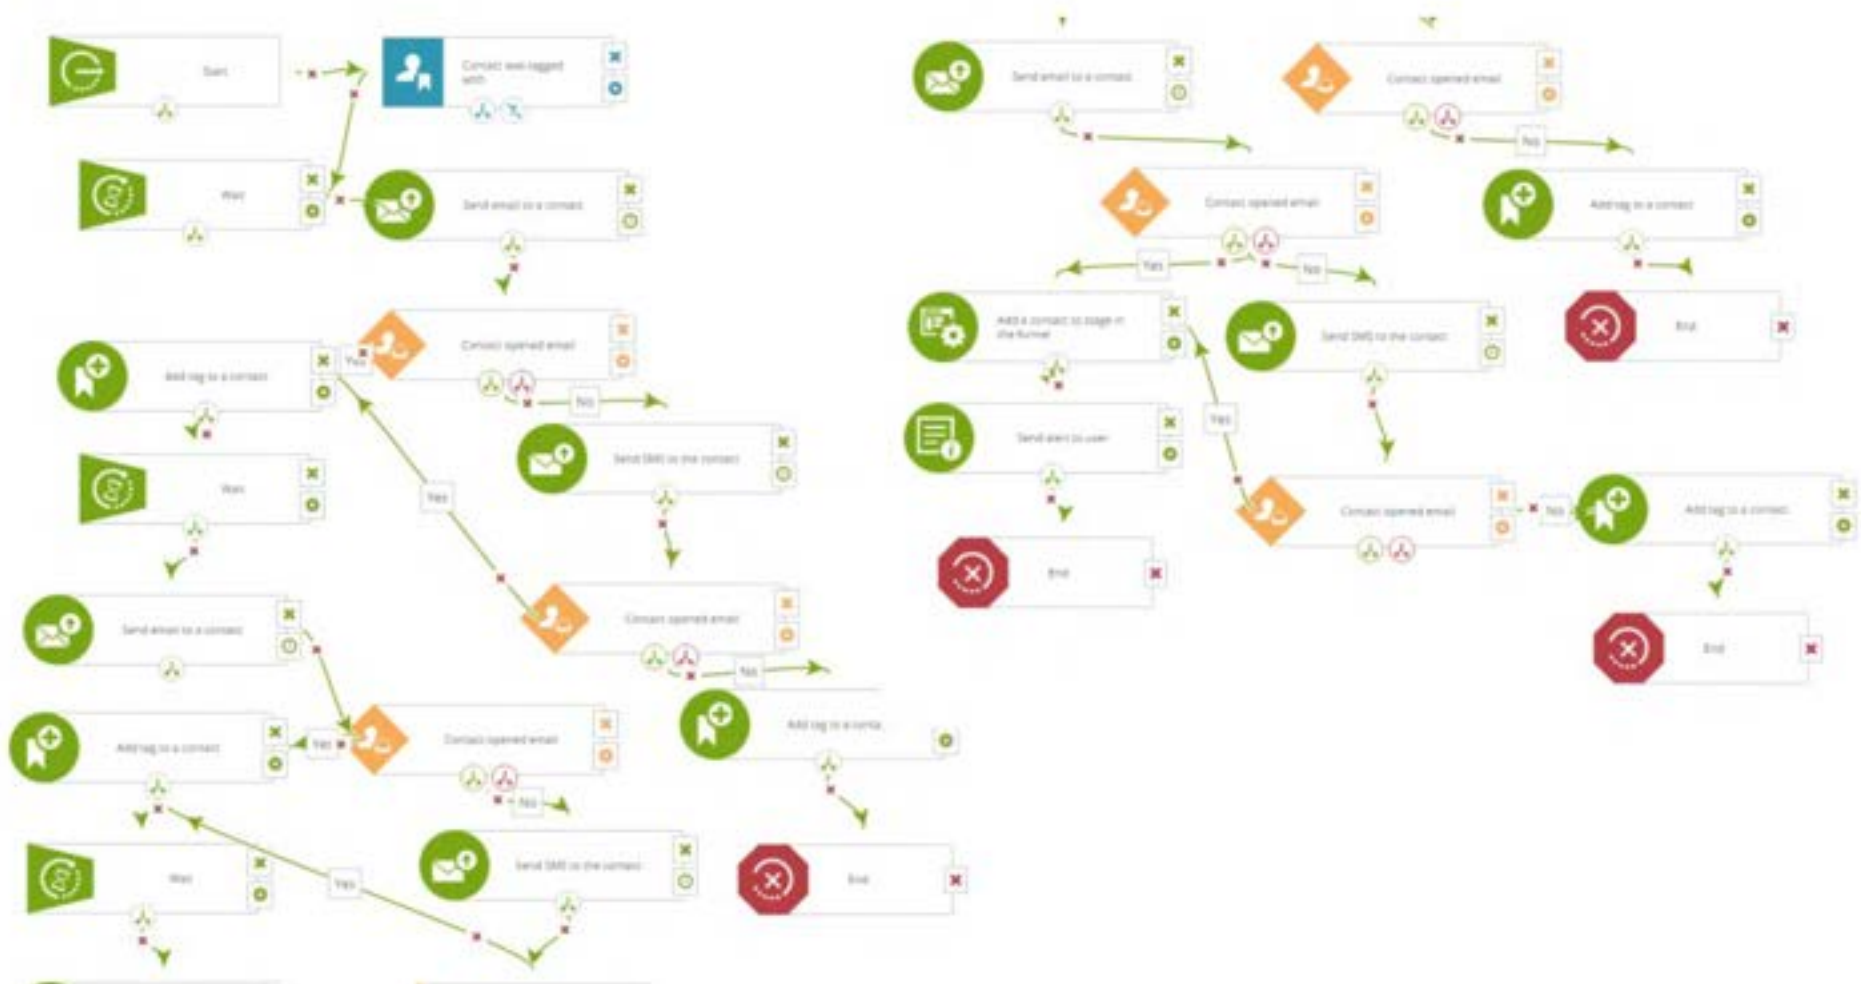 Start
Contact was tagged
with
Wait
Send email to a contact
Contact opened email
Yes
Add tag to a contact
No
Send SMS to the contact
Wait
Yes
Contact opened email
Send email to a contact
No
Add tag to a conta
Contact opened email
Yes
Add tag to a contact
No
Send SMS to the contact
End
Wait
Yes
Send email to a contact
Contact opened email
No
Contact opened email
Add tag to a contact
Yes
No
Add a contact to stage in
the funnel
Send SMS to the contact
End
Yes
Send alert to user
Contact opened email
No
Add tag to a contact
End
End